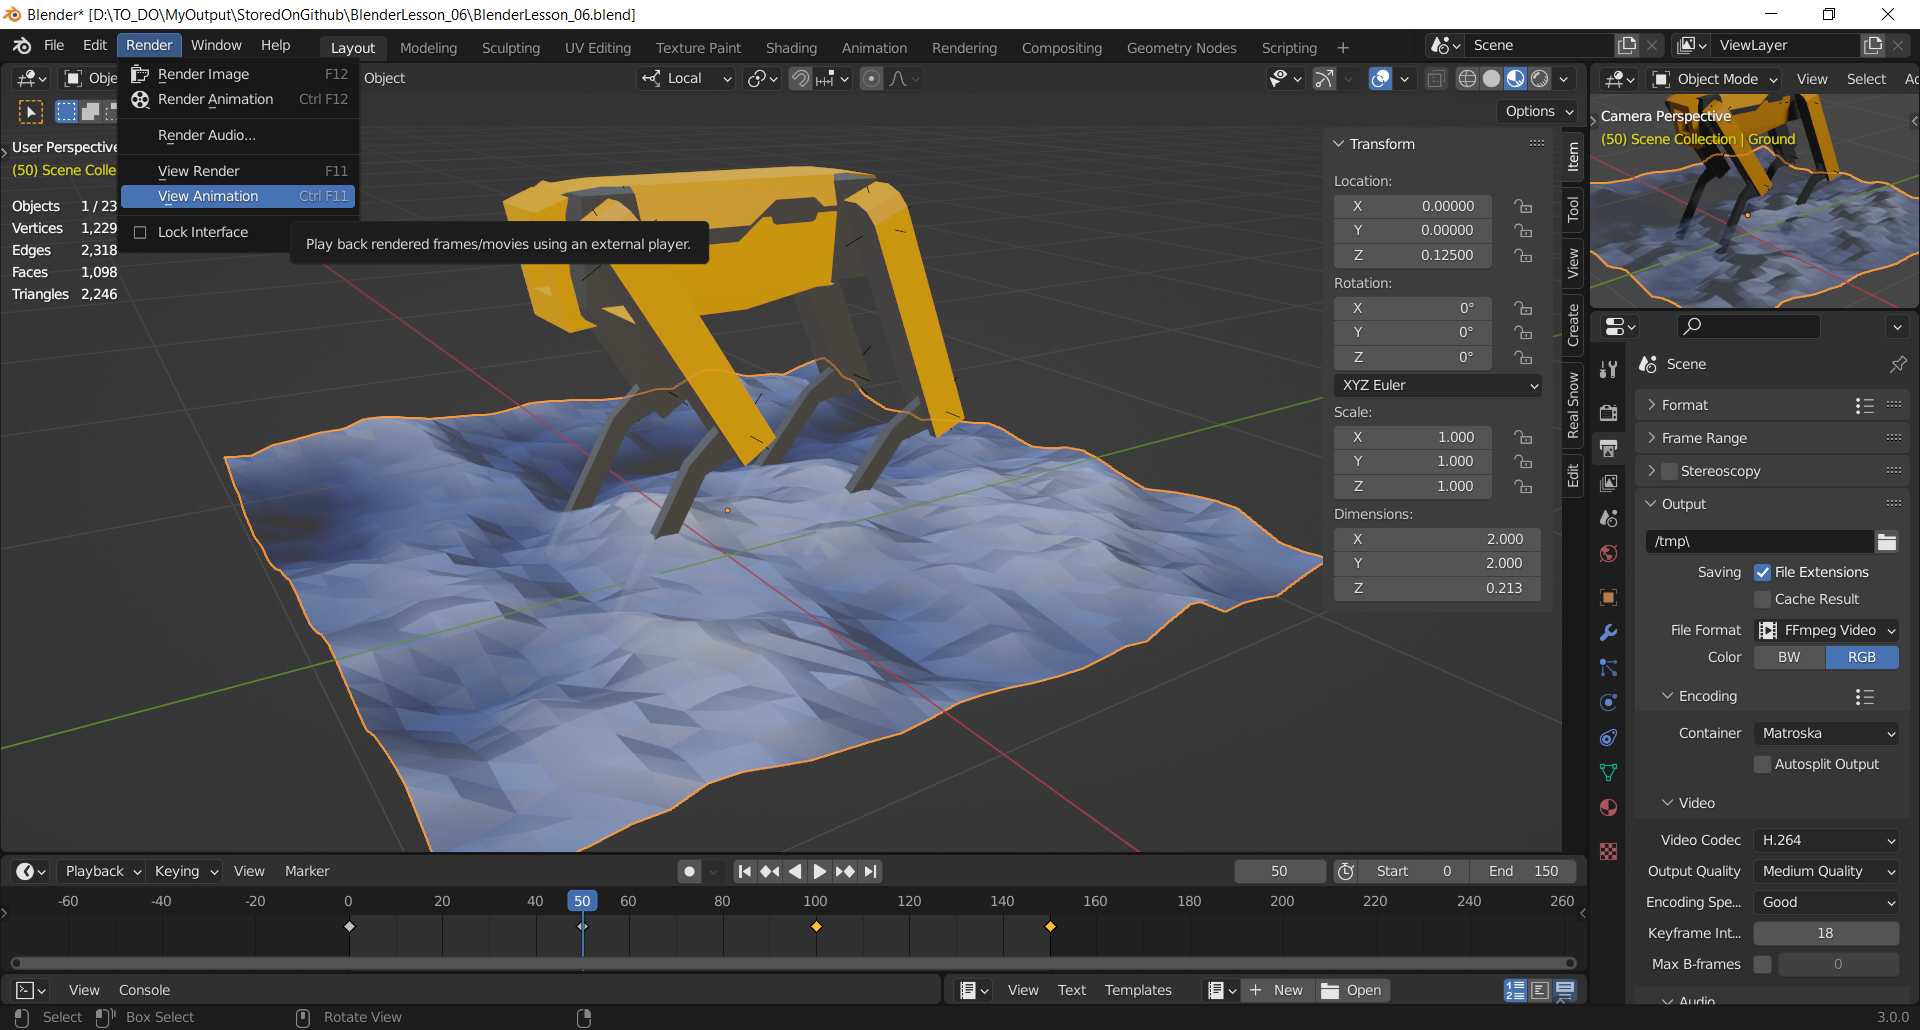 Blender* [D:\TO_DO\MyOutput\StoredOnGithub\BlenderLesson_06\BlenderLesson_06.blend]
File Edit Render Window Help Layout Modeling Sculpting UV Editing Texture Paint Shading Animation Rendering Compositing Geometry Nodes Scripting + Scene ViewLayer
Obje Object Local
Object Mode View Select Ac
Render Image F12
Render Animation Ctrl F12
Render Audio...
View Render F11
View Animation Ctrl F11
Lock Interface
Play back rendered frames/movies using an external player.
Options
User Perspective
(50) Scene Colle
Objects 1 / 23
Vertices 1,229
Edges 2,318
Faces 1,098
Triangles 2,246
Transform
Location:
X 0.00000
Y 0.00000
Z 0.12500
Rotation:
X 0°
Y 0°
Z 0°
XYZ Euler
Scale:
X 1.000
Y 1.000
Z 1.000
Dimensions:
X 2.000
Y 2.000
Z 0.213
Item
Tool
View
Create
Real Snow
Edit
Camera Perspective
(50) Scene Collection | Ground
Scene
Format
Frame Range
Stereoscopy
Output
/tmp\
Saving File Extensions
Cache Result
File Format FFmpeg Video
Color BW RGB
Encoding
Container Matroska
Autosplit Output
Video
Video Codec H.264
Output Quality Medium Quality
Encoding Spe... Good
Keyframe Int... 18
Max B-frames 0
Audio
Playback Keying View Marker 50 Start 0 End 150
-60 -40 -20 0 20 40 50 60 80 100 120 140 160 180 200 220 240 260
View Console
View Text Templates New Open
Select Box Select Rotate View 3.0.0